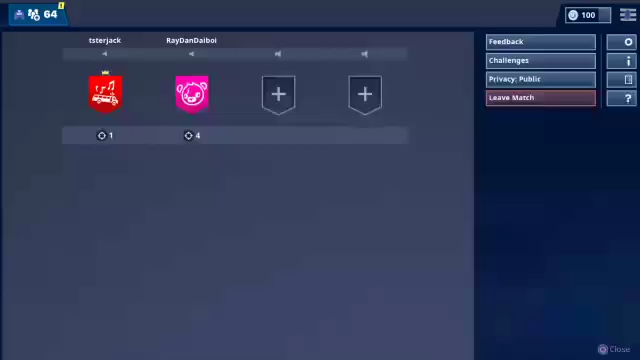 64
!
100
tsterjack
RayDanDaiboi
Feedback
Challenges
i
Privacy: Public
Leave Match
?
1
4
Close